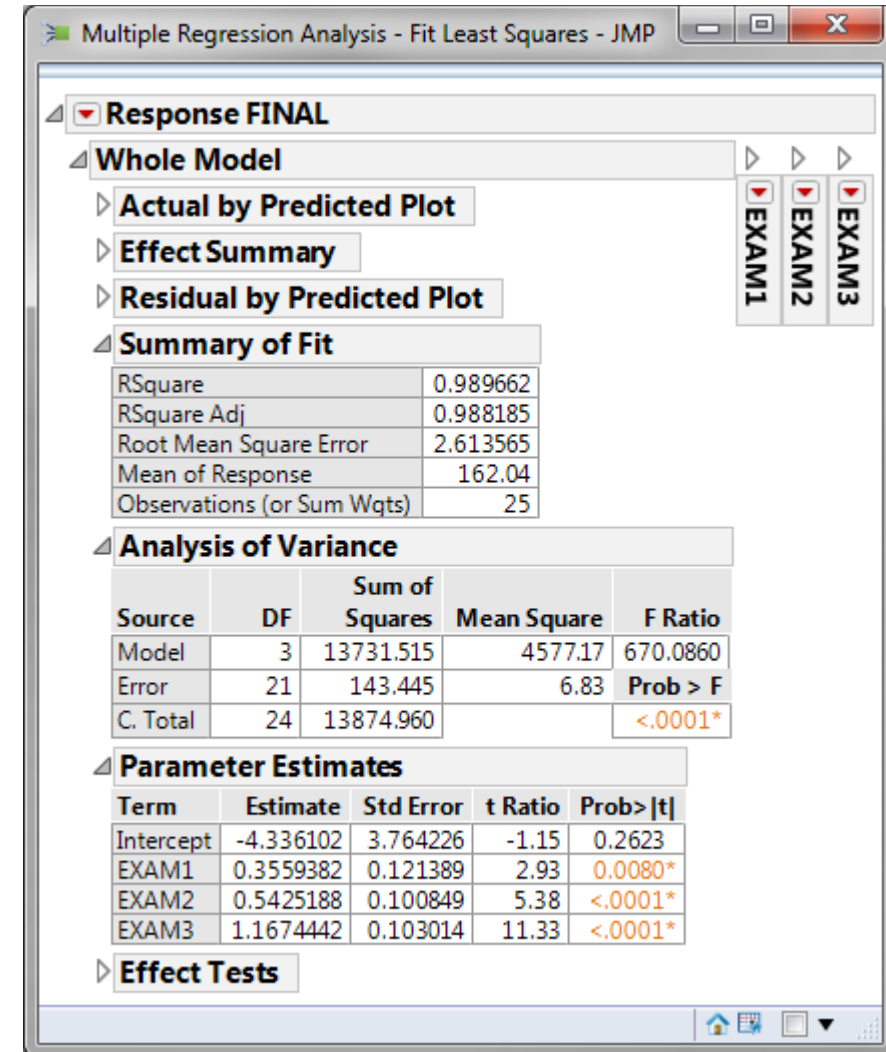 Multiple Regression Analysis - Fit Least Squares - JMP
Response FINAL
Whole Model
EXAM1
EXAM2
EXAM3
Actual by Predicted Plot
Effect Summary
Residual by Predicted Plot
Summary of Fit
RSquare 0.989662
RSquare Adj 0.988185
Root Mean Square Error 2.613565
Mean of Response 162.04
Observations (or Sum Wgts) 25
Analysis of Variance
Sum of
Source DF Squares Mean Square F Ratio
Model 3 13731.515 4577.17 670.0860
Error 21 143.445 6.83 Prob > F
C. Total 24 13874.960 <.0001*
Parameter Estimates
Term Estimate Std Error t Ratio Prob>|t|
Intercept -4.336102 3.764226 -1.15 0.2623
EXAM1 0.3559382 0.121389 2.93 0.0080*
EXAM2 0.5425188 0.100849 5.38 <.0001*
EXAM3 1.1674442 0.103014 11.33 <.0001*
Effect Tests